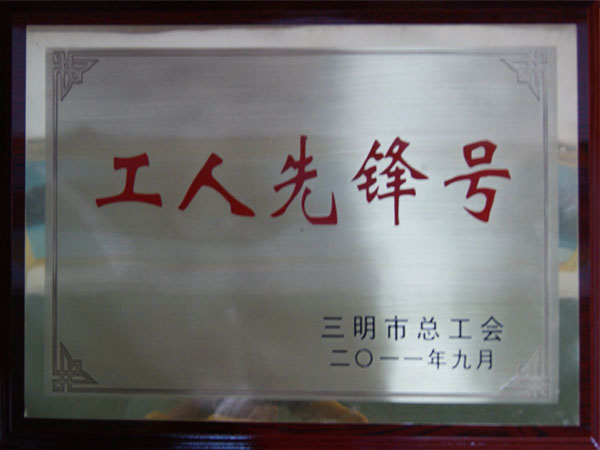 工人先锋号
三明市总工会
二〇一一年九月